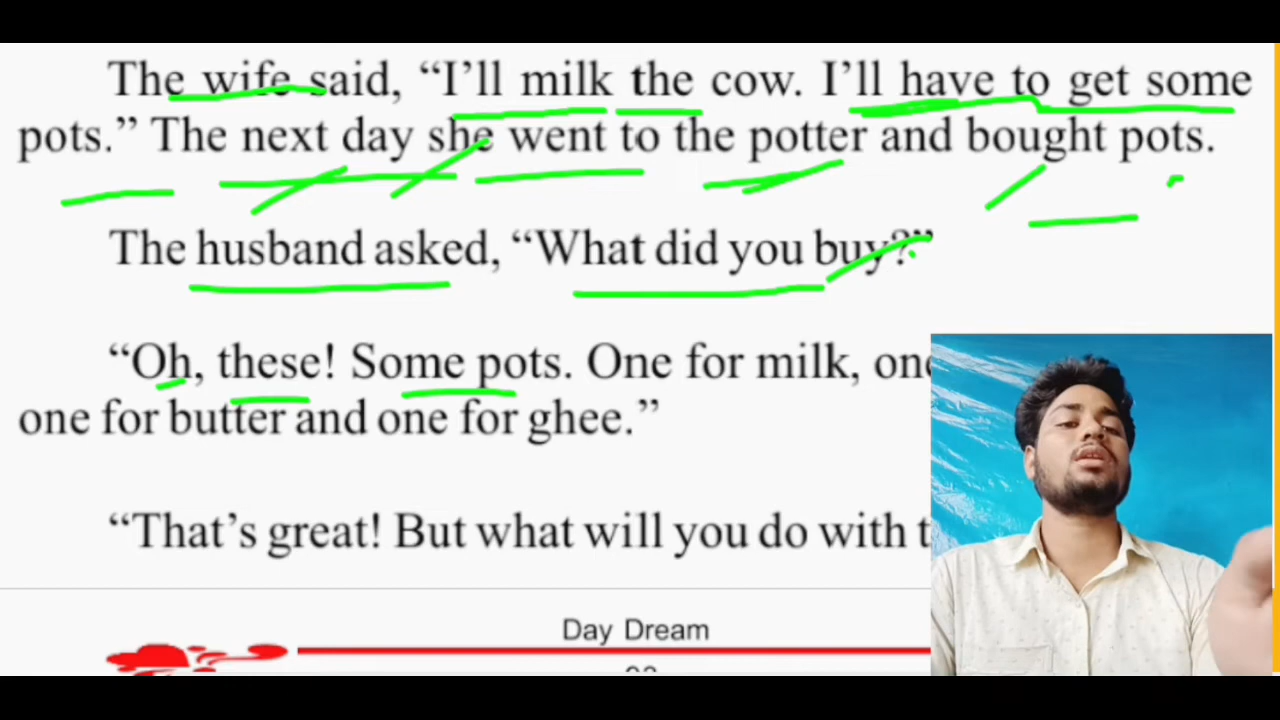 The wife said, “I’ll milk the cow. I’ll have to get some
pots.” The next day she went to the potter and bought pots.
The husband asked, “What did you buy?”
“Oh, these! Some pots. One for milk,
one for butter and one for ghee.”
“That’s great! But what will you do with
Day Dream